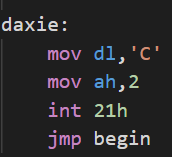 daxie:
    mov dl,'C'
    mov ah,2
    int 21h
    jmp begin